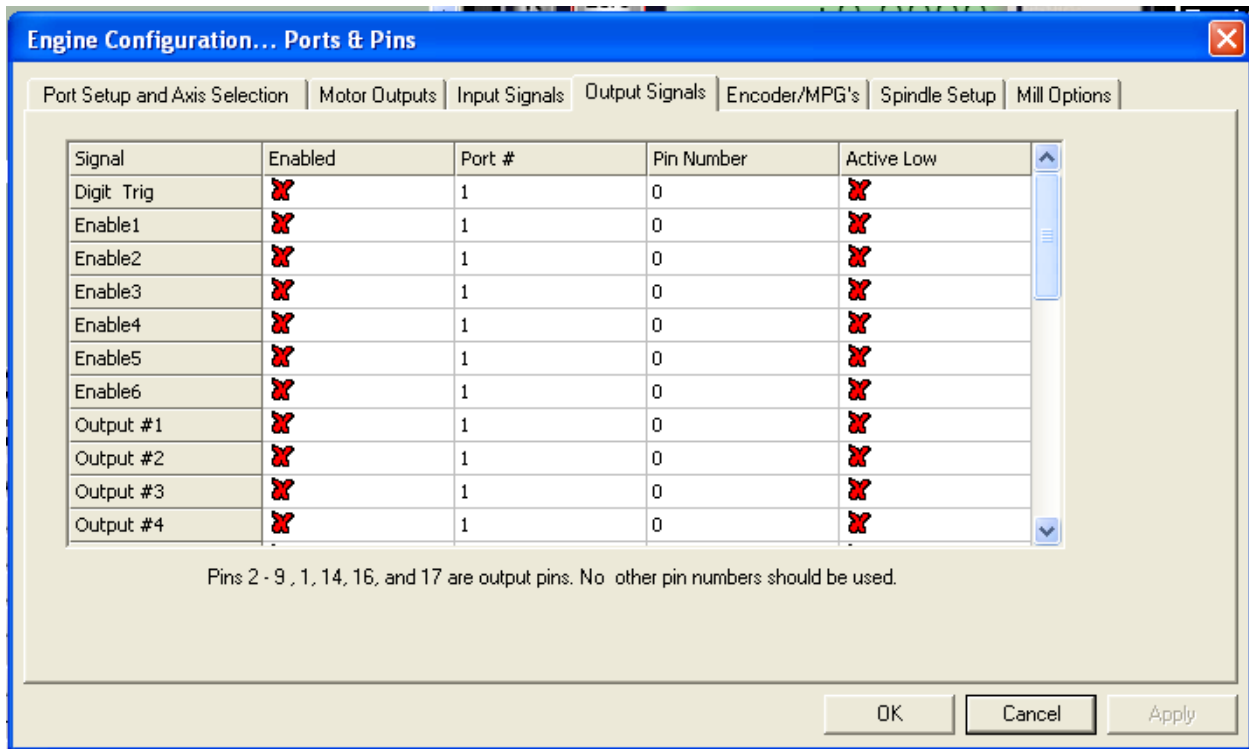 Engine Configuration... Ports & Pins
Port Setup and Axis Selection Motor Outputs Input Signals Output Signals Encoder/MPG's Spindle Setup Mill Options
Signal Enabled Port # Pin Number Active Low
Digit Trig 1 0
Enable1 1 0
Enable2 1 0
Enable3 1 0
Enable4 1 0
Enable5 1 0
Enable6 1 0
Output #1 1 0
Output #2 1 0
Output #3 1 0
Output #4 1 0
Pins 2 - 9 , 1, 14, 16, and 17 are output pins. No other pin numbers should be used.
OK Cancel Apply